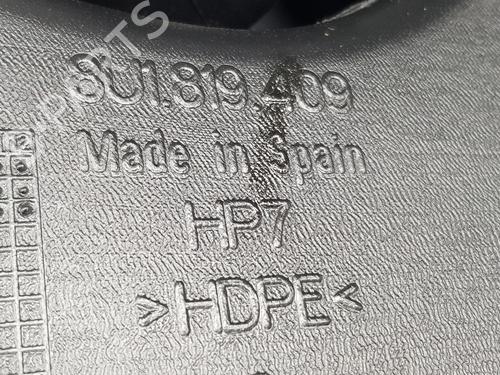 8U1.819.409
Made in Spain
HP7
>HDPE<